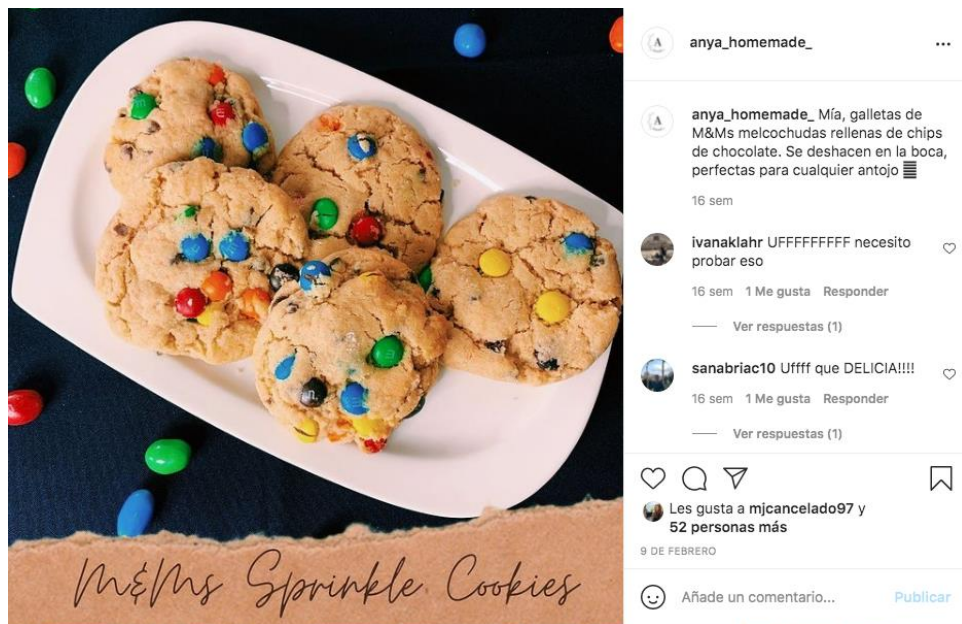 M&Ms Sprinkle Cookies
anya_homemade_
anya_homemade_ Mía, galletas de
M&Ms melcochudas rellenas de chips
de chocolate. Se deshacen en la boca,
perfectas para cualquier antojo
16 sem
ivanaklahr UFFFFFFFFF necesito
probar eso
16 sem 1 Me gusta Responder
Ver respuestas (1)
sanabriac10 Uffff que DELICIA!!!!
16 sem 1 Me gusta Responder
Ver respuestas (1)
Les gusta a mjcancelado97 y
52 personas más
9 DE FEBRERO
Añade un comentario... Publicar